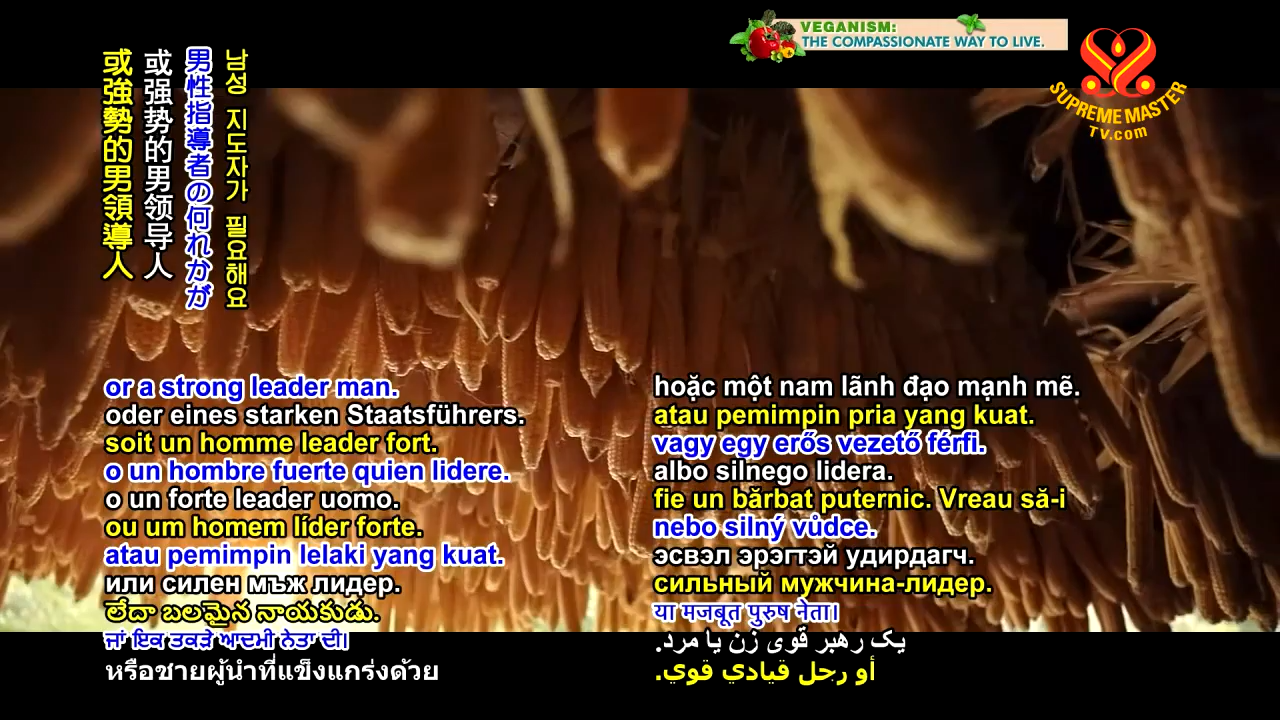 VEGANISM:
THE COMPASSIONATE WAY TO LIVE.
SUPREME MASTER
TV.com
或強勢的男領導人
或强势的男领导人
男性指導者の何れかが
남성 지도자가 필요해요
or a strong leader man.
oder eines starken Staatsführers.
soit un homme leader fort.
o un hombre fuerte quien lidere.
o un forte leader uomo.
ou um homem líder forte.
atau pemimpin lelaki yang kuat.
или силен мъж лидер.
లేదా బలమైన నాయకుడు.
ਜਾਂ ਇਕ ਤਕੜੇ ਆਦਮੀ ਨੇਤਾ ਦੀ।
หรือชายผู้นำที่แข็งแกร่งด้วย
hoặc một nam lãnh đạo mạnh mẽ.
atau pemimpin pria yang kuat.
vagy egy erős vezető férfi.
albo silnego lidera.
fie un bărbat puternic. Vreau să-i
nebo silný vůdce.
эсвэл эрэгтэй удирдагч.
сильный мужчина-лидер.
या मजबूत पुरुष नेता।
یک رهبر قوی زن یا مرد.
أو رجل قيادي قوي.